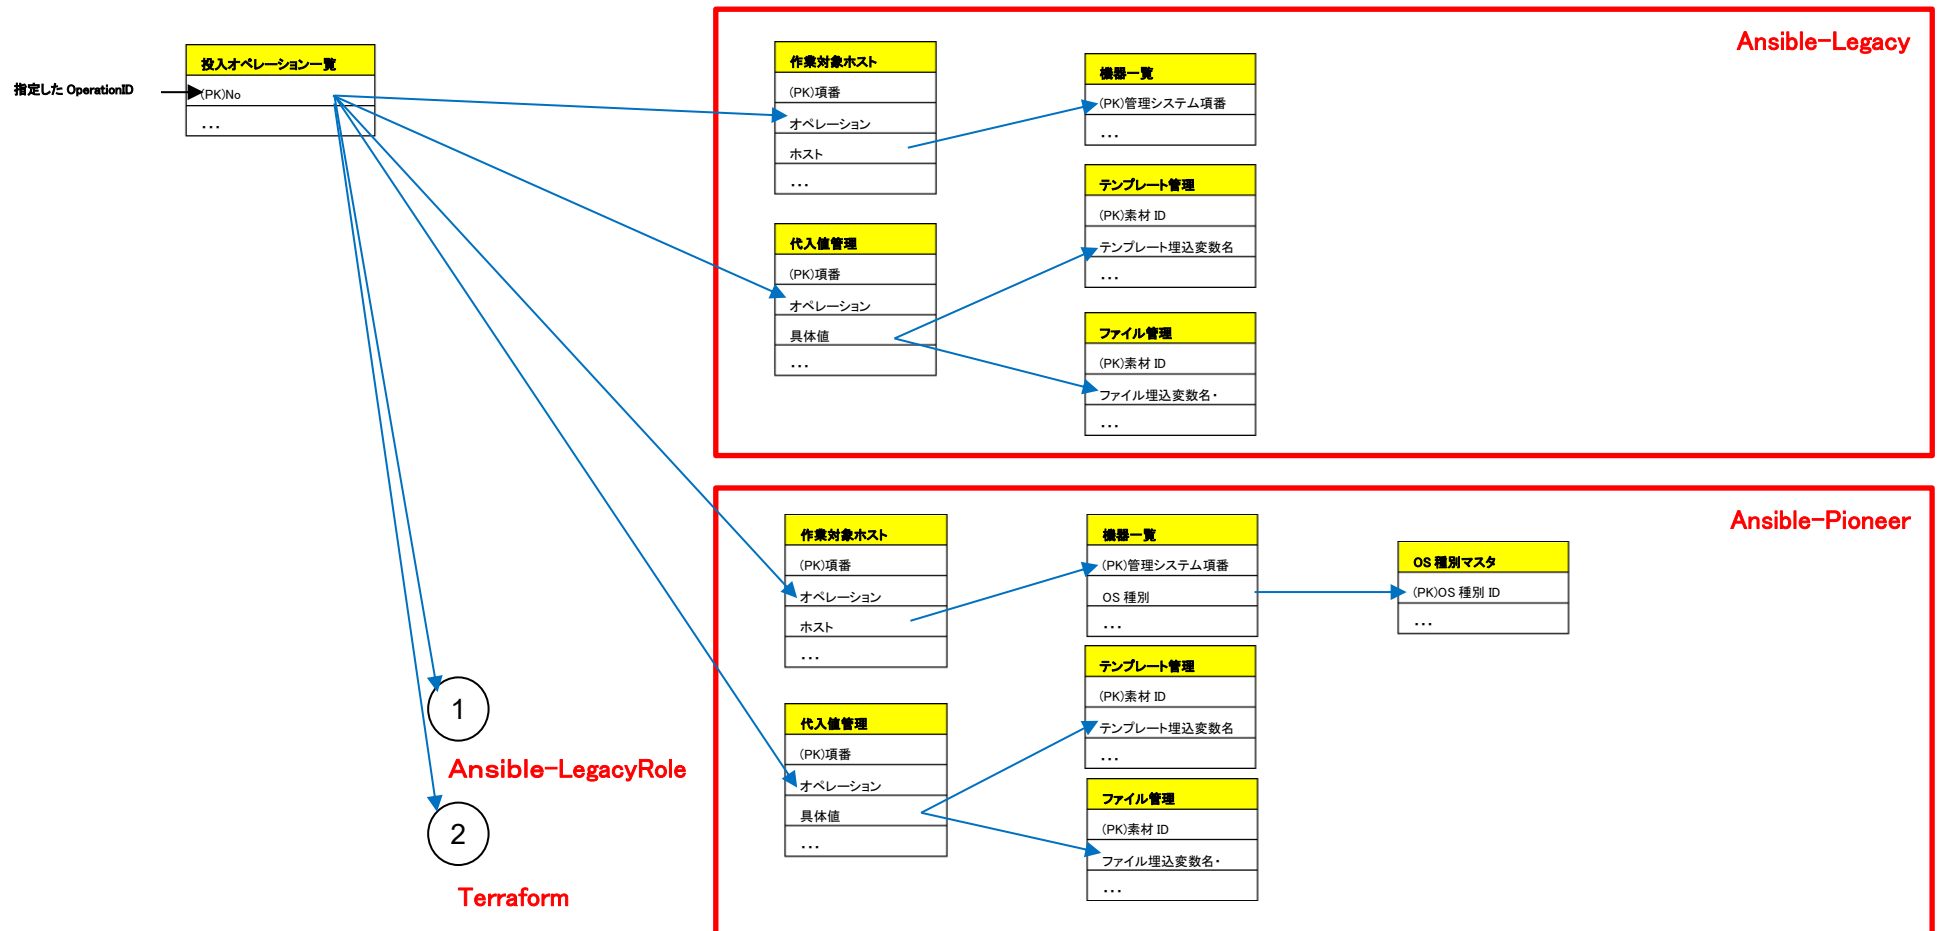 指定した OperationID
投入オペレーション一覧
(PK)No
...
Ansible-Legacy
作業対象ホスト
(PK)項番
オペレーション
ホスト
...
機器一覧
(PK)管理システム項番
...
テンプレート管理
(PK)素材 ID
テンプレート埋込変数名
...
代入値管理
(PK)項番
オペレーション
具体値
...
ファイル管理
(PK)素材 ID
ファイル埋込変数名・
...
Ansible-Pioneer
作業対象ホスト
(PK)項番
オペレーション
ホスト
...
機器一覧
(PK)管理システム項番
OS 種別
...
OS 種別マスタ
(PK)OS 種別 ID
...
テンプレート管理
(PK)素材 ID
テンプレート埋込変数名
...
代入値管理
(PK)項番
オペレーション
具体値
...
ファイル管理
(PK)素材 ID
ファイル埋込変数名・
...
1
Ansible-LegacyRole
2
Terraform